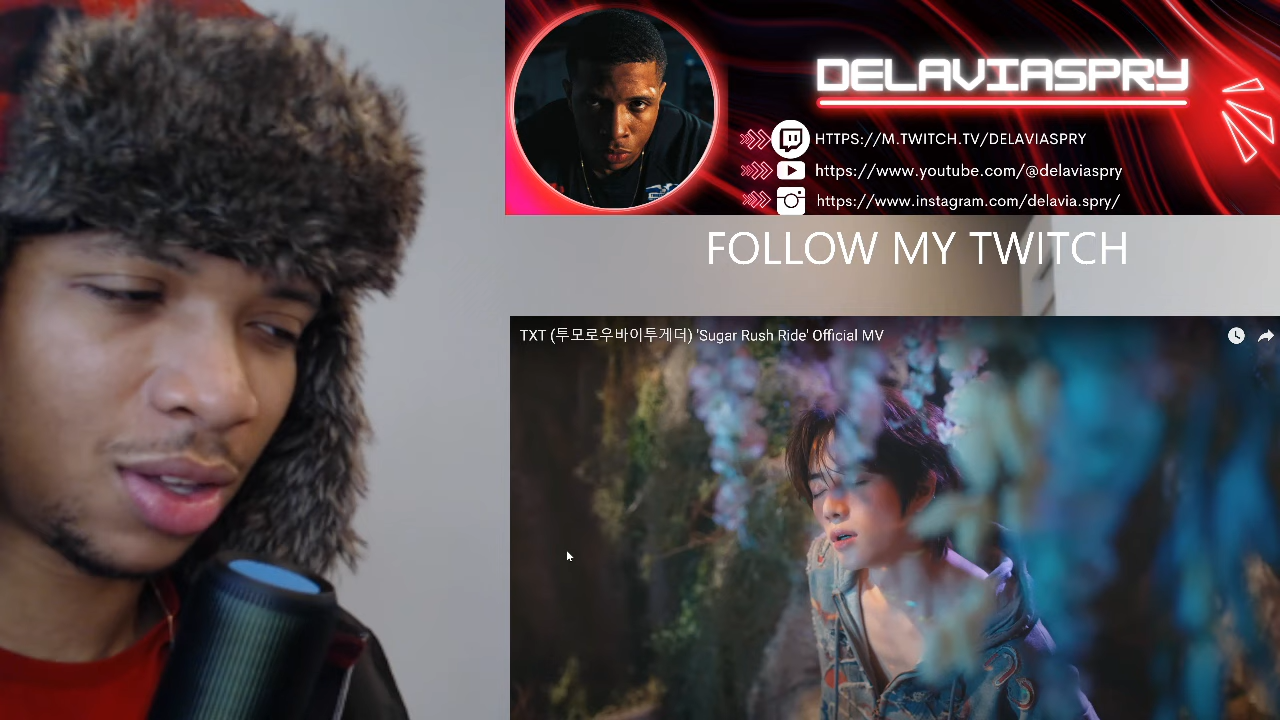 DELAVIASPRY
HTTPS://M.TWITCH.TV/DELAVIASPRY
https://www.youtube.com/@delaviaspry
https://www.instagram.com/delavia.spry/
FOLLOW MY TWITCH
TXT (투모로우바이투게더) 'Sugar Rush Ride' Official MV